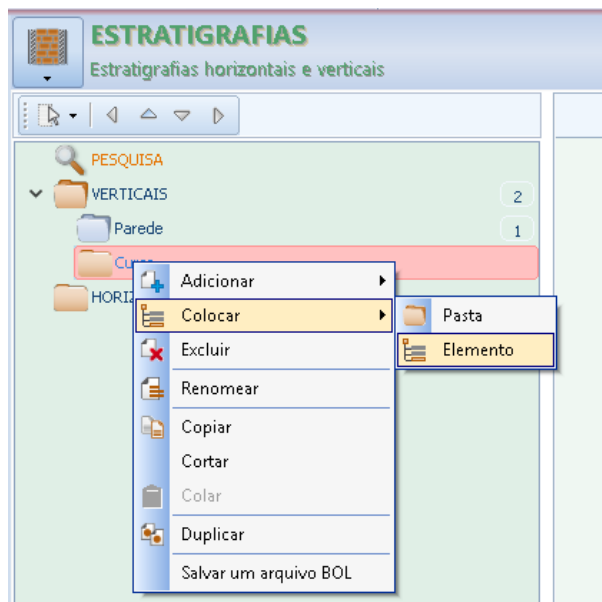 ESTRATIGRAFIAS
Estratigrafias horizontais e verticais
PESQUISA
VERTICAIS 2
Parede 1
Adicionar
Colocar
Pasta
Elemento
Excluir
Renomear
Copiar
Cortar
Colar
Duplicar
Salvar um arquivo BOL